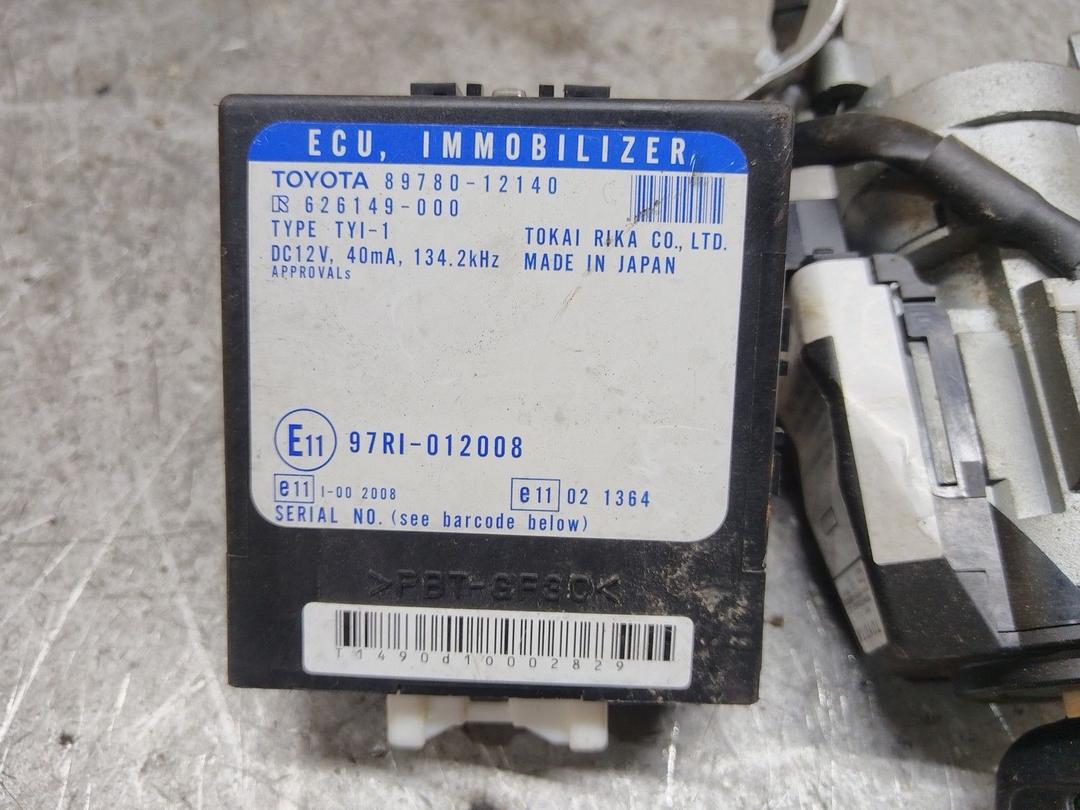 ECU, IMMOBILIZER
TOYOTA 89780-12140
R 626149-000
TYPE TYI-1
TOKAI RIKA CO., LTD.
DC12V, 40mA, 134.2kHz
MADE IN JAPAN
APPROVALs
E11 97RI-012008
e11 I-00 2008
e11 02 1364
SERIAL NO. (see barcode below)
>PBT-GF30<
T1490d10002829